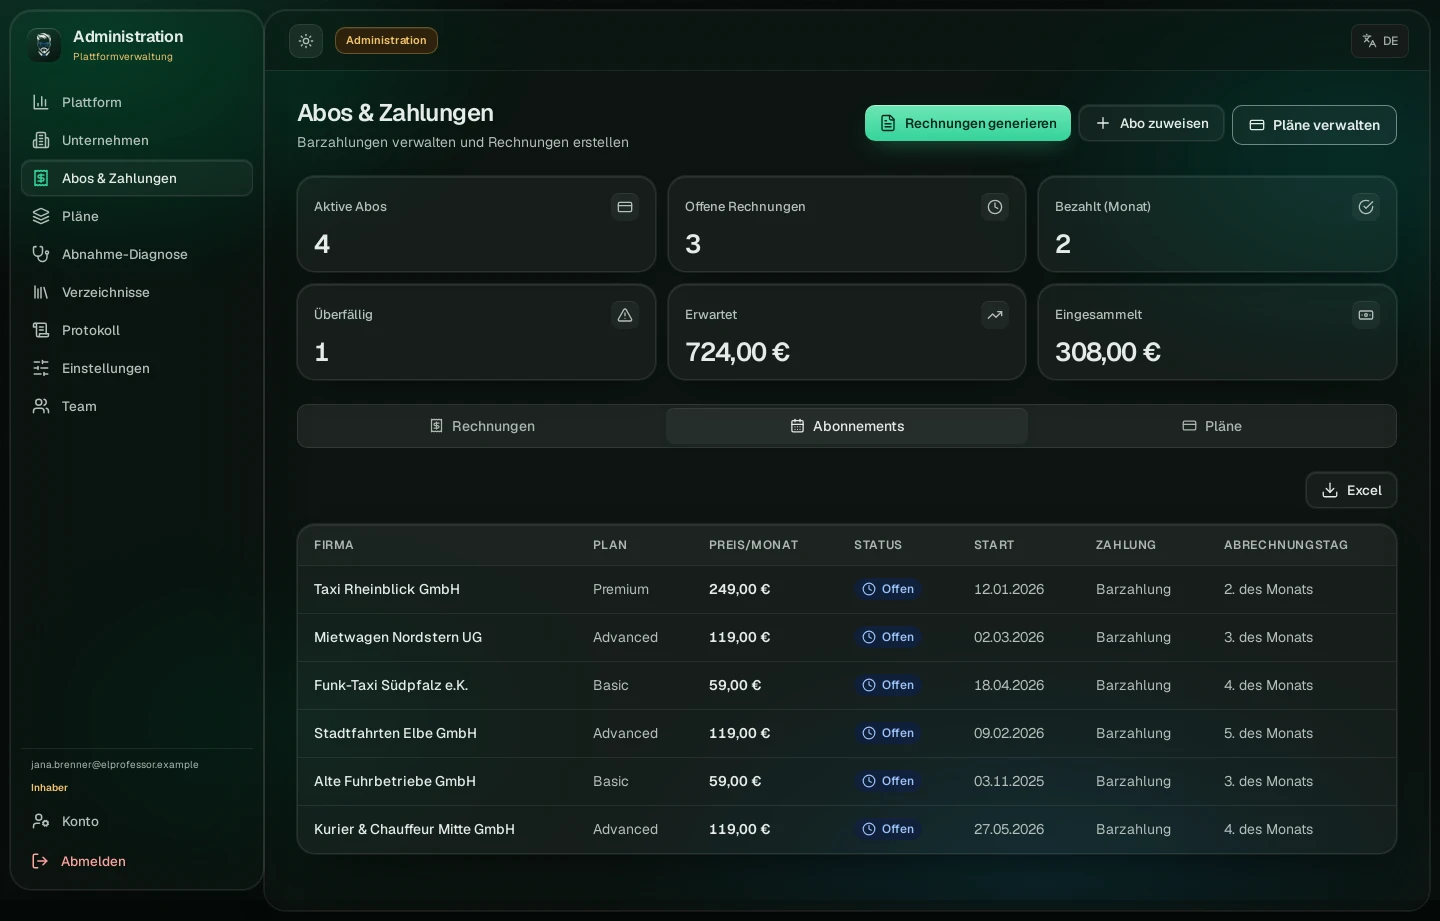 Administration
Plattformverwaltung
Plattform
Unternehmen
Abos & Zahlungen
Pläne
Abnahme-Diagnose
Verzeichnisse
Protokoll
Einstellungen
Team
jana.brenner@elprofessor.example
Inhaber
Konto
Abmelden
Administration
DE
Abos & Zahlungen
Barzahlungen verwalten und Rechnungen erstellen
Rechnungen generieren
Abo zuweisen
Pläne verwalten
Aktive Abos
4
Offene Rechnungen
3
Bezahlt (Monat)
2
Überfällig
1
Erwartet
724,00 €
Eingesammelt
308,00 €
Rechnungen
Abonnements
Pläne
Excel
FIRMA PLAN PREIS/MONAT STATUS START ZAHLUNG ABRECHNUNGSTAG
Taxi Rheinblick GmbH Premium 249,00 € Offen 12.01.2026 Barzahlung 2. des Monats
Mietwagen Nordstern UG Advanced 119,00 € Offen 02.03.2026 Barzahlung 3. des Monats
Funk-Taxi Südpfalz e.K. Basic 59,00 € Offen 18.04.2026 Barzahlung 4. des Monats
Stadtfahrten Elbe GmbH Advanced 119,00 € Offen 09.02.2026 Barzahlung 5. des Monats
Alte Fuhrbetriebe GmbH Basic 59,00 € Offen 03.11.2025 Barzahlung 3. des Monats
Kurier & Chauffeur Mitte GmbH Advanced 119,00 € Offen 27.05.2026 Barzahlung 4. des Monats